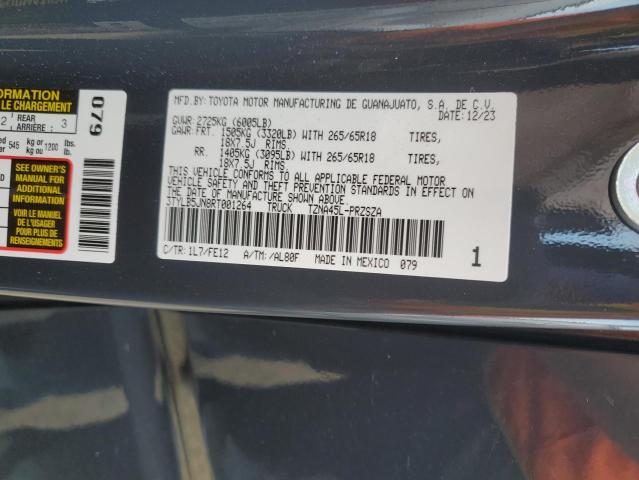 INFORMATION
LE CHARGEMENT
2 REAR 3
ARRIÈRE :
545 kg or 1200 lbs.
kg ou lb.
SEE OWNER'S
MANUAL FOR
ADDITIONAL
INFORMATION
VOIR LE MANUEL
DE L'USAGER
POUR PLUS DE
RENSEIGNEMENTS
079
MFD.BY: TOYOTA MOTOR MANUFACTURING DE GUANAJUATO, S.A. DE C.V.
12/23
GVWR: 2725KG (6005LB)
GAWR: FRT. 1505KG (3320LB) WITH 265/65R18 TIRES,
18X7.5J RIMS
RR. 1405KG (3095LB) WITH 265/65R18 TIRES,
18X7.5J RIMS
THIS VEHICLE CONFORMS TO ALL APPLICABLE FEDERAL MOTOR
VEHICLE SAFETY AND THEFT PREVENTION STANDARDS IN EFFECT ON
THE DATE OF MANUFACTURE SHOWN ABOVE.
3TYLB5JN8RT001264 TRUCK TZNA45L-PRZSZA
C/TR: 1L7/FE12 A/TM: /AL80F MADE IN MEXICO 079
1